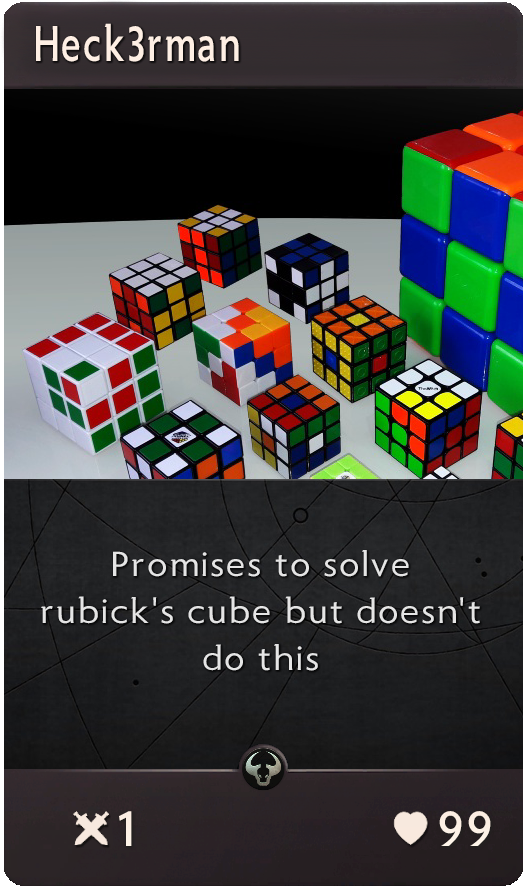 Heck3rman
Promises to solve
rubick's cube but doesn't
do this
1
99